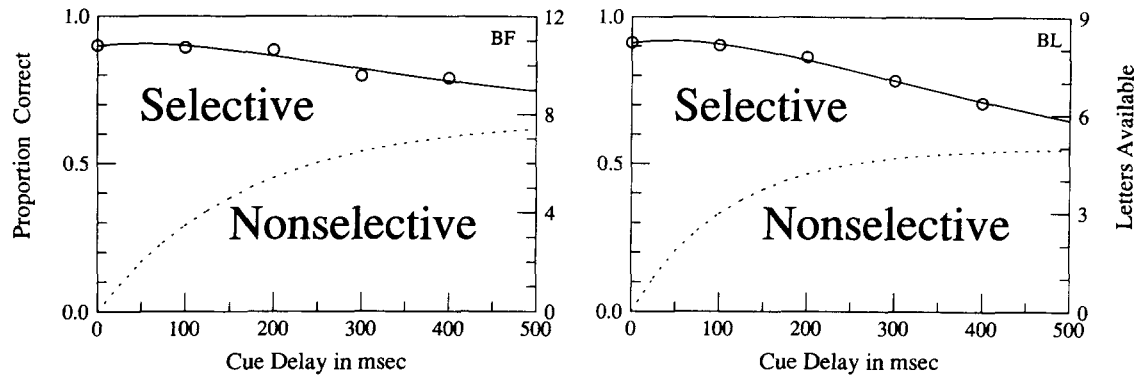 1.0 12 1.0 9
BF BL
Selective Selective
8 6
0.5 0.5
Nonselective Nonselective
4 3
0.0 0 0.0 0
0 100 200 300 400 500 0 100 200 300 400 500
Cue Delay in msec Cue Delay in msec
Proportion Correct
Letters Available